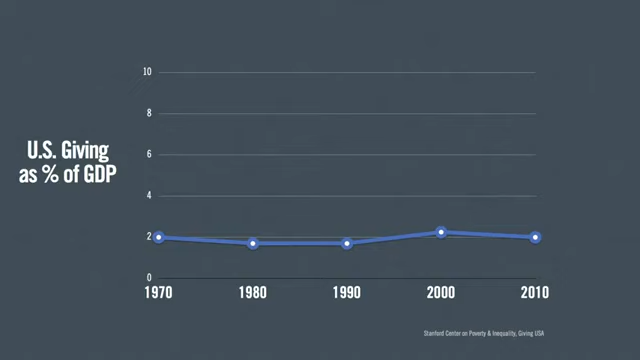 U.S. Giving
as % of GDP
10
8
6
4
2
0
1970 1980 1990 2000 2010
Stanford Center on Poverty & Inequality, Giving USA